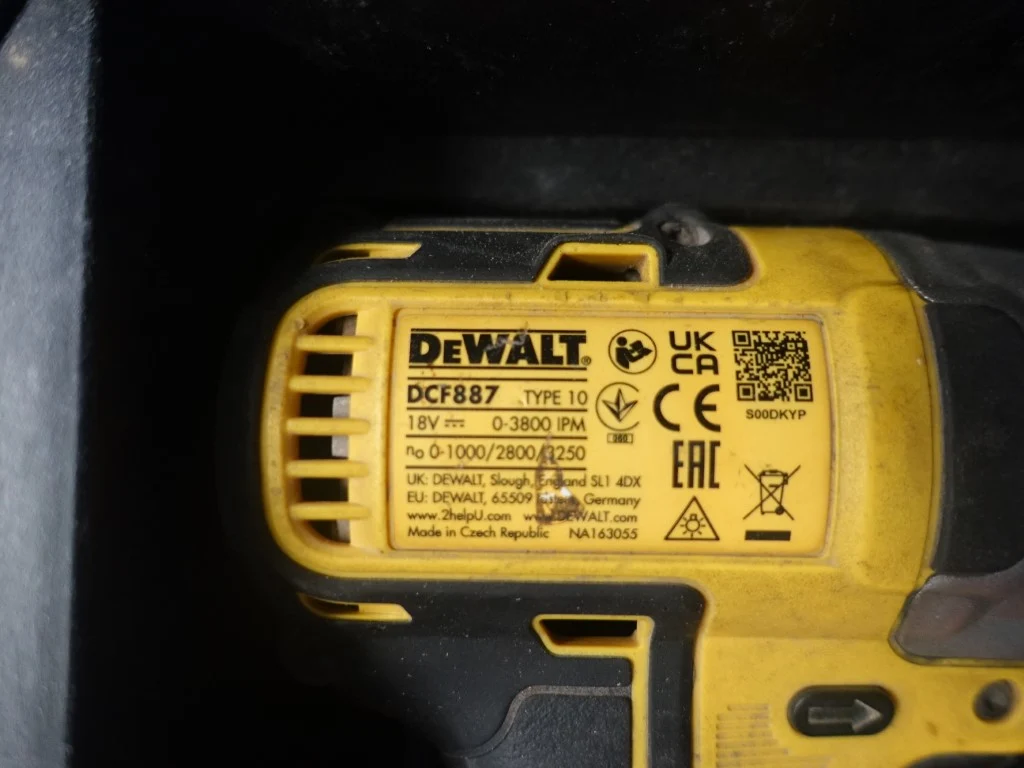 DEWALT®
DCF887 TYPE 10
18V 0-3800 IPM
no 0-1000/2800/3250
UK: DEWALT, Slough, England SL1 4DX
EU: DEWALT, 65509 Germany
www.2helpU.com www.DEWALT.com
Made in Czech Republic NA163055
UK
CA
CE
EAC
S00DKYP